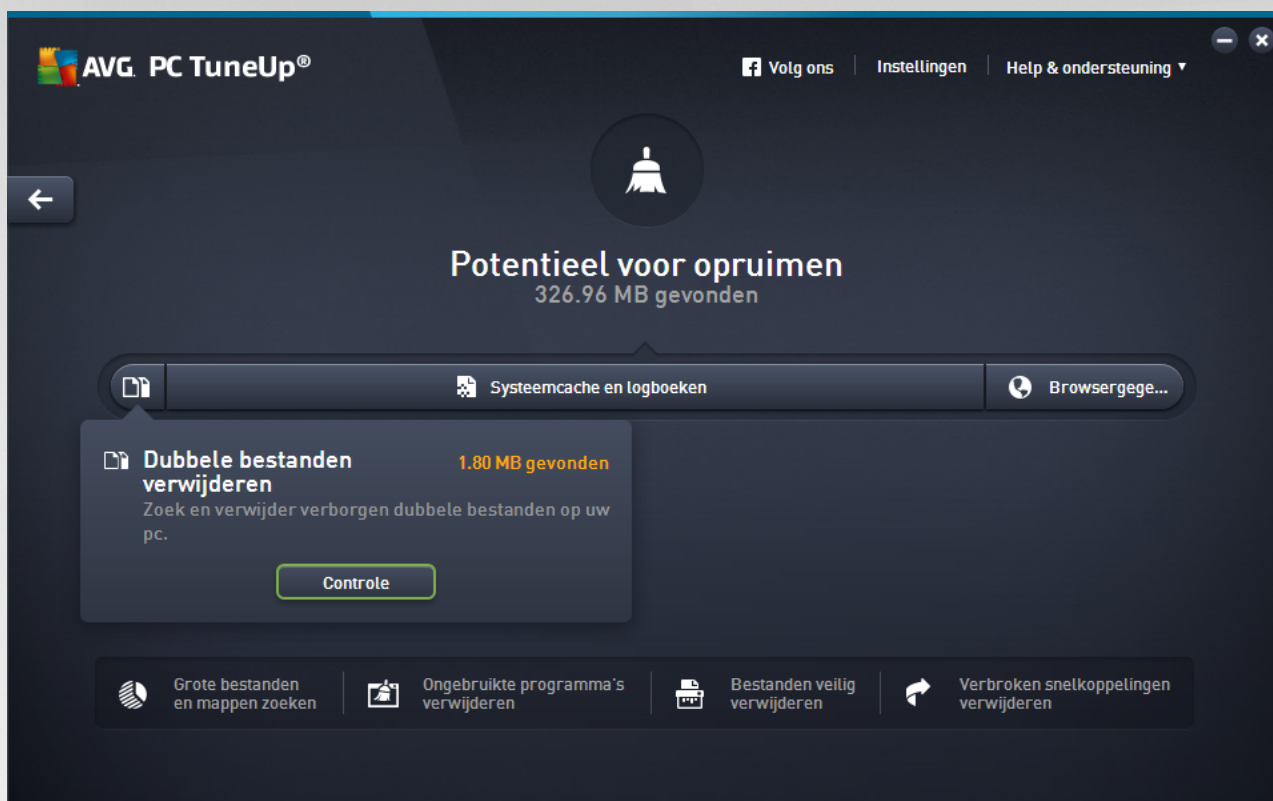 AVG. PC TuneUp®
Volg ons
Instellingen
Help & ondersteuning
Potentieel voor opruimen
326.96 MB gevonden
Systeemcache en logboeken
Browsergege...
Dubbele bestanden
verwijderen
1.80 MB gevonden
Zoek en verwijder verborgen dubbele bestanden op uw
pc.
Controle
Grote bestanden
en mappen zoeken
Ongebruikte programma's
verwijderen
Bestanden veilig
verwijderen
Verbroken snelkoppelingen
verwijderen